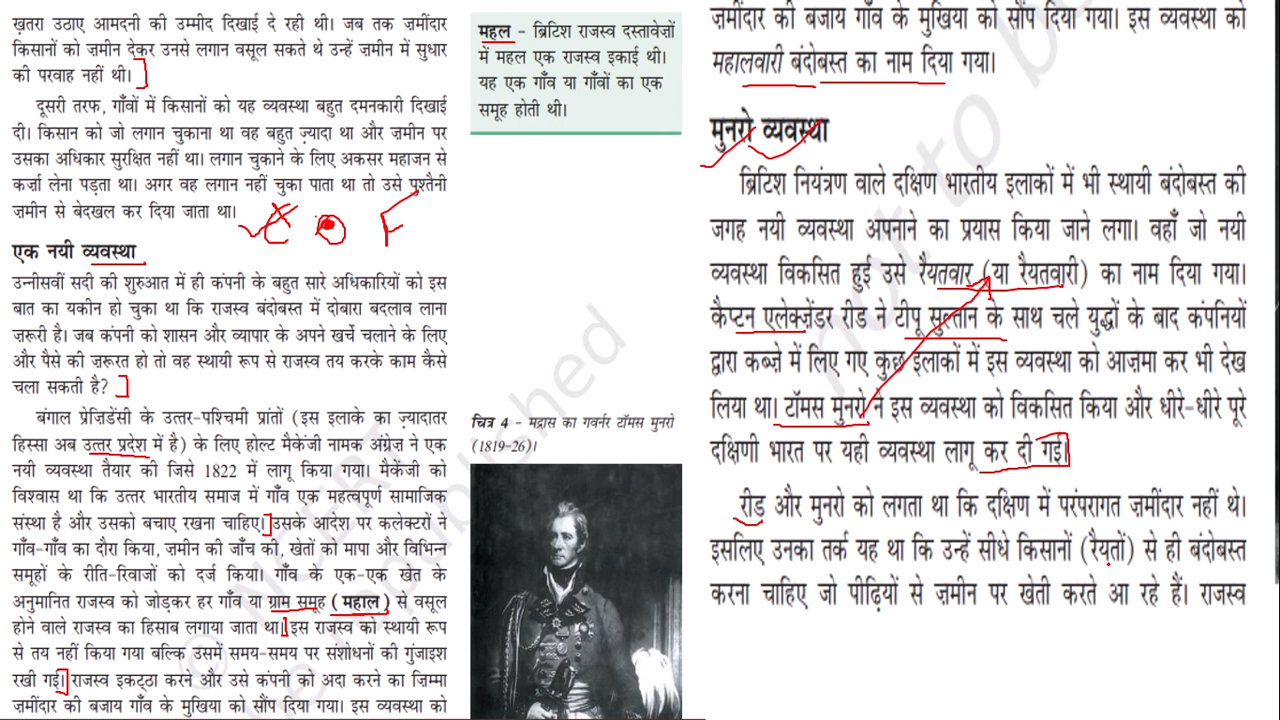 ख़तरा उठाए आमदनी की उम्मीद दिखाई दे रही थी। जब तक ज़मींदार
किसानों को ज़मीन देकर उनसे लगान वसूल सकते थे उन्हें ज़मीन में सुधार
की परवाह नहीं थी।
दूसरी तरफ, गाँवों में किसानों को यह व्यवस्था बहुत दमनकारी दिखाई
दी। किसान को जो लगान चुकाना था वह बहुत ज़्यादा था और ज़मीन पर
उसका अधिकार सुरक्षित नहीं था। लगान चुकाने के लिए अकसर महाजन से
कर्जा लेना पड़ता था। अगर वह लगान नहीं चुका पाता था तो उसे पुश्तैनी
ज़मीन से बेदखल कर दिया जाता था।
एक नयी व्यवस्था
उन्नीसवीं सदी की शुरुआत में ही कंपनी के बहुत सारे अधिकारियों को इस
बात का यकीन हो चुका था कि राजस्व बंदोबस्त में दोबारा बदलाव लाना
ज़रूरी है। जब कंपनी को शासन और व्यापार के अपने खर्चे चलाने के लिए
और पैसे की ज़रूरत हो तो वह स्थायी रूप से राजस्व तय करके काम कैसे
चला सकती है?
बंगाल प्रेज़िडेंसी के उत्तर-पश्चिमी प्रांतों (इस इलाके का ज़्यादातर
हिस्सा अब उत्तर प्रदेश में है) के लिए होल्ट मैकेंजी नामक अंग्रेज़ ने एक
नयी व्यवस्था तैयार की जिसे 1822 में लागू किया गया। मैकेंजी को
विश्वास था कि उत्तर भारतीय समाज में गाँव एक महत्वपूर्ण सामाजिक
संस्था है और उसको बचाए रखना चाहिए। उसके आदेश पर कलेक्टरों ने
गाँव-गाँव का दौरा किया, ज़मीन की जाँच की, खेतों को मापा और विभिन्न
समूहों के रीति-रिवाजों को दर्ज किया। गाँव के एक-एक खेत के
अनुमानित राजस्व को जोड़कर हर गाँव या ग्राम समूह (महाल) से वसूल
होने वाले राजस्व का हिसाब लगाया जाता था। इस राजस्व को स्थायी रूप
से तय नहीं किया गया बल्कि उसमें समय-समय पर संशोधनों की गुंजाइश
रखी गई। राजस्व इकट्ठा करने और उसे कंपनी को अदा करने का ज़िम्मा
ज़मींदार की बजाय गाँव के मुखिया को सौंप दिया गया। इस व्यवस्था को
महल – ब्रिटिश राजस्व दस्तावेज़ों
में महल एक राजस्व इकाई थी।
यह एक गाँव या गाँवों का एक
समूह होती थी।
चित्र 4 – मद्रास का गवर्नर टॉमस मुनरो
(1819-26)।
ज़मींदार की बजाय गाँव के मुखिया को सौंप दिया गया। इस व्यवस्था को
महालवारी बंदोबस्त का नाम दिया गया।
मुनरो व्यवस्था
ब्रिटिश नियंत्रण वाले दक्षिण भारतीय इलाकों में भी स्थायी बंदोबस्त की
जगह नयी व्यवस्था अपनाने का प्रयास किया जाने लगा। वहाँ जो नयी
व्यवस्था विकसित हुई उसे रैयतवार (या रैयतवारी) का नाम दिया गया।
कैप्टन एलेक्ज़ेंडर रीड ने टीपू सुल्तान के साथ चले युद्धों के बाद कंपनियों
द्वारा कब्ज़े में लिए गए कुछ इलाकों में इस व्यवस्था को आज़मा कर भी देख
लिया था। टॉमस मुनरो ने इस व्यवस्था को विकसित किया और धीरे-धीरे पूरे
दक्षिणी भारत पर यही व्यवस्था लागू कर दी गई।
रीड और मुनरो को लगता था कि दक्षिण में परंपरागत ज़मींदार नहीं थे।
इसलिए उनका तर्क यह था कि उन्हें सीधे किसानों (रैयतों) से ही बंदोबस्त
करना चाहिए जो पीढ़ियों से ज़मीन पर खेती करते आ रहे हैं। राजस्व
© NCERT
not to be republished
not to be